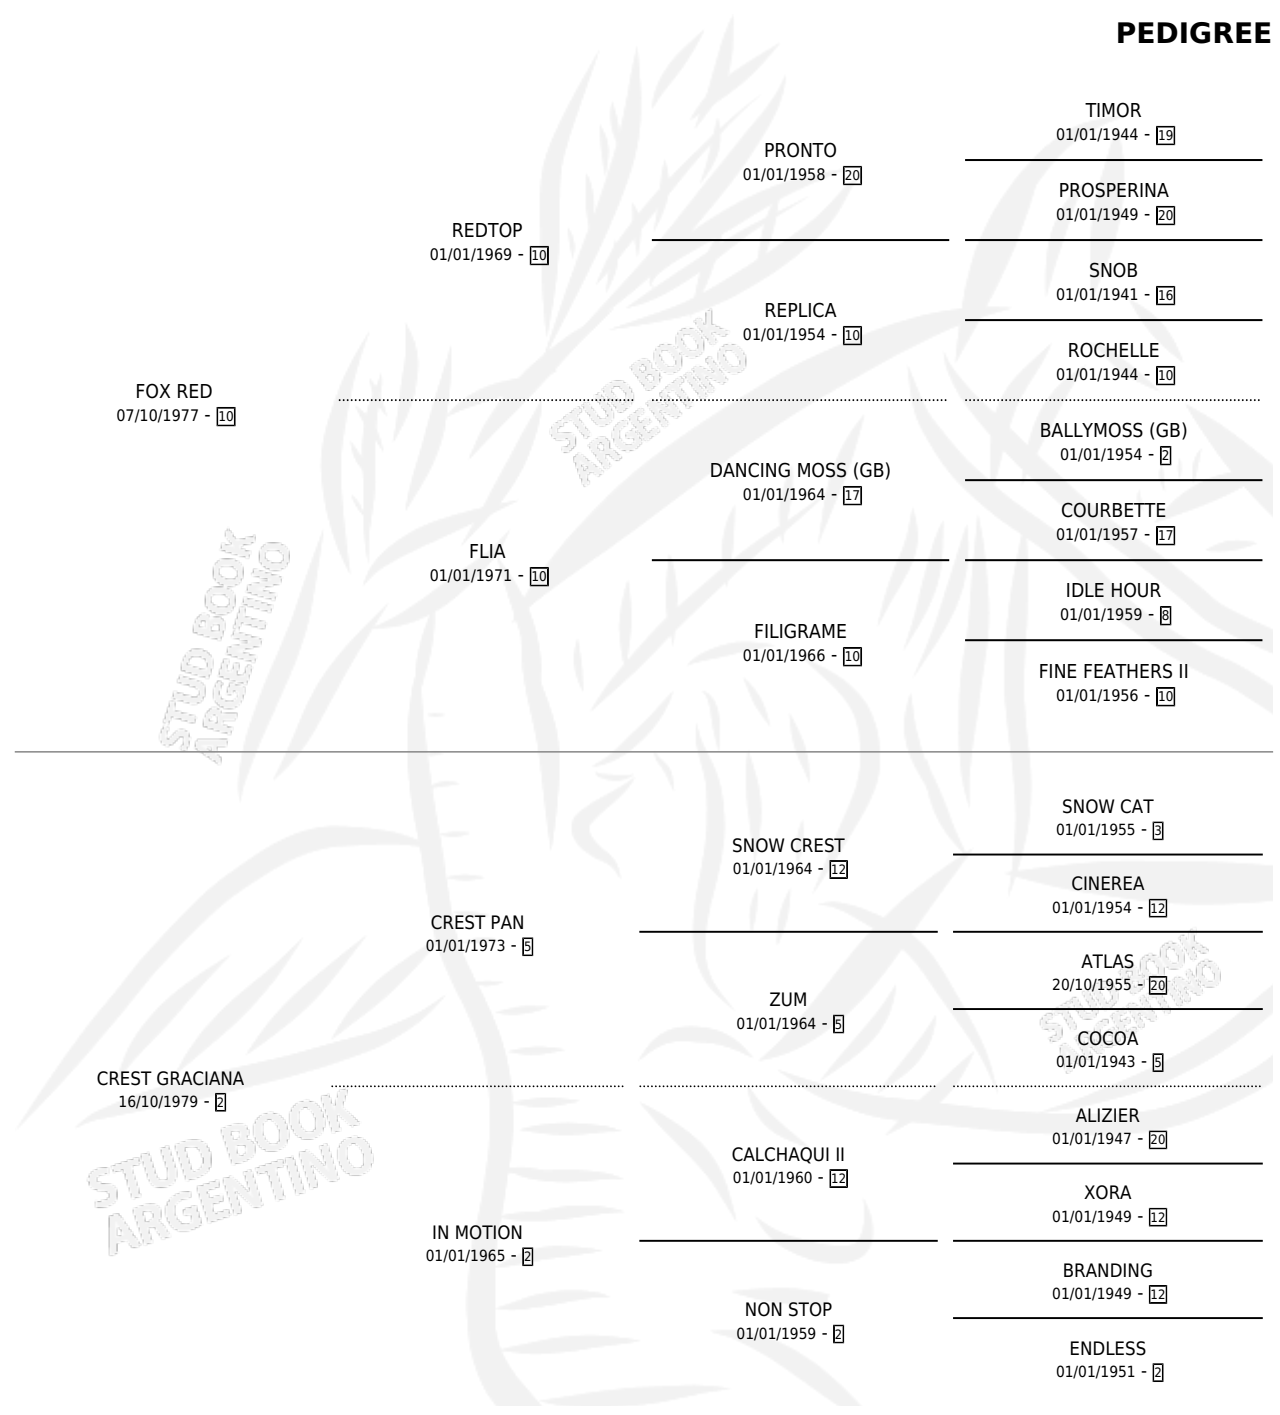 PEDIGREE
TIMOR
01/01/1944 - 19
PRONTO
01/01/1958 - 20
PROSPERINA
01/01/1949 - 20
REDTOP
01/01/1969 - 10
SNOB
01/01/1941 - 16
REPLICA
01/01/1954 - 10
ROCHELLE
01/01/1944 - 10
FOX RED
07/10/1977 - 10
STUD BOOK
ARGENTINO
BALLYMOSS (GB)
01/01/1954 - 2
DANCING MOSS (GB)
01/01/1964 - 17
COURBETTE
01/01/1957 - 17
FLIA
01/01/1971 - 10
IDLE HOUR
01/01/1959 - 8
FILIGRAME
01/01/1966 - 10
FINE FEATHERS II
01/01/1956 - 10
STUD BOOK
ARGENTINO
SNOW CAT
01/01/1955 - 3
SNOW CREST
01/01/1964 - 12
CINEREA
01/01/1954 - 12
CREST PAN
01/01/1973 - 5
ATLAS
20/10/1955 - 20
ZUM
01/01/1964 - 5
COCOA
01/01/1943 - 5
STUD BOOK
ARGENTINO
CREST GRACIANA
16/10/1979 - 2
ALIZIER
01/01/1947 - 20
CALCHAQUI II
01/01/1960 - 12
XORA
01/01/1949 - 12
STUD BOOK
ARGENTINO
IN MOTION
01/01/1965 - 2
BRANDING
01/01/1949 - 12
NON STOP
01/01/1959 - 2
ENDLESS
01/01/1951 - 2